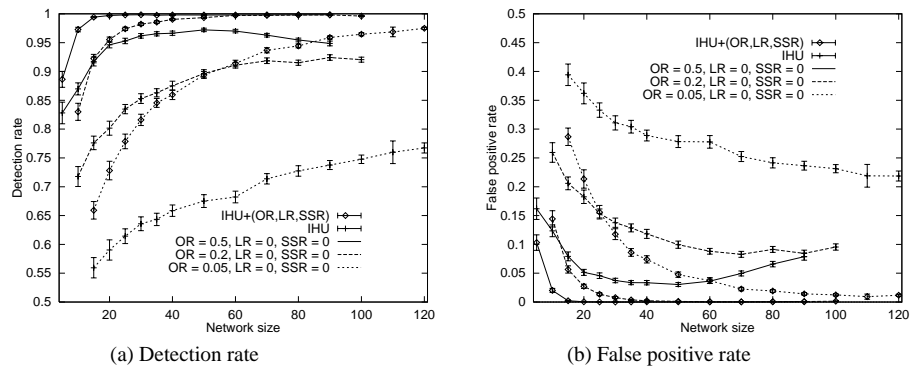 1
0.95
0.9
0.85
0.8
0.75
0.7
0.65
0.6
0.55
0.5
Detection rate
IHU+(OR,LR,SSR)
IHU
OR = 0.5, LR = 0, SSR = 0
OR = 0.2, LR = 0, SSR = 0
OR = 0.05, LR = 0, SSR = 0
20 40 60 80 100 120
Network size
(a) Detection rate
0.5
0.45
0.4
0.35
0.3
0.25
0.2
0.15
0.1
0.05
0
False positive rate
IHU+(OR,LR,SSR)
IHU
OR = 0.5, LR = 0, SSR = 0
OR = 0.2, LR = 0, SSR = 0
OR = 0.05, LR = 0, SSR = 0
20 40 60 80 100 120
Network size
(b) False positive rate